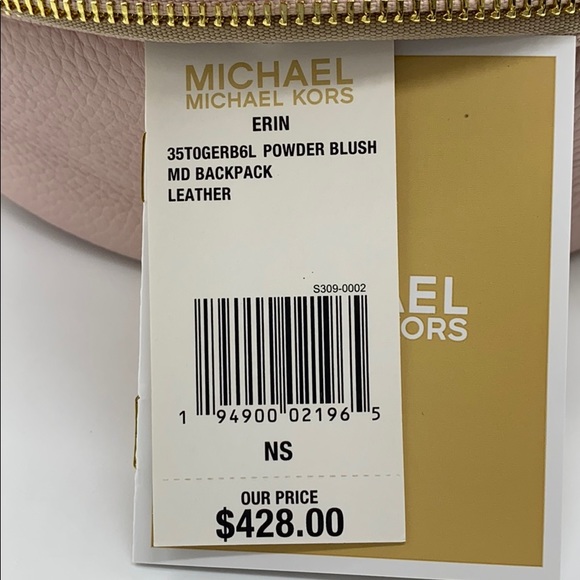 MICHAEL
MICHAEL KORS
ERIN
35T0GERB6L POWDER BLUSH
MD BACKPACK
LEATHER
S309-0002
1 94900 02196 5
NS
OUR PRICE
$428.00
AEL
ORS